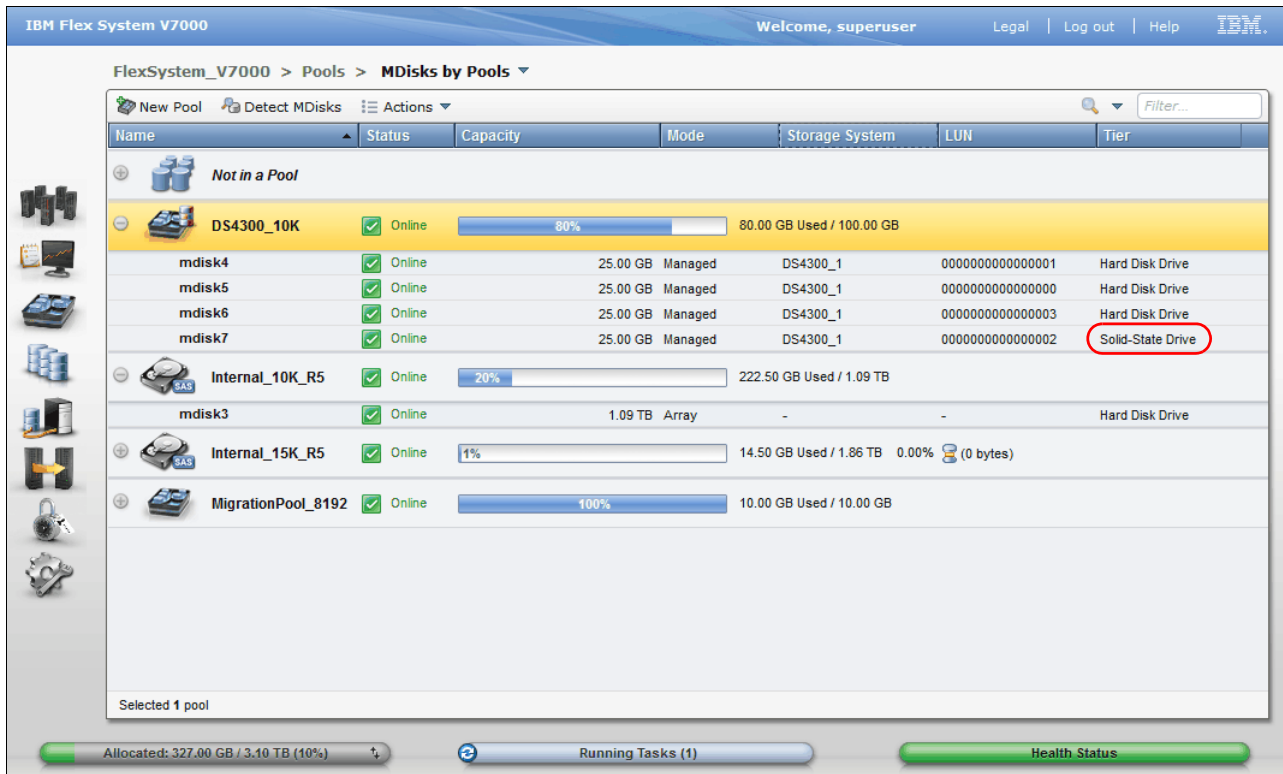 IBM Flex System V7000 Welcome, superuser Legal | Log out | Help IBM.
FlexSystem_V7000 > Pools > MDisks by Pools
New Pool Detect MDisks Actions Filter...
Name Status Capacity Mode Storage System LUN Tier
Not in a Pool
DS4300_10K Online 80% 80.00 GB Used / 100.00 GB
mdisk4 Online 25.00 GB Managed DS4300_1 0000000000000001 Hard Disk Drive
mdisk5 Online 25.00 GB Managed DS4300_1 0000000000000000 Hard Disk Drive
mdisk6 Online 25.00 GB Managed DS4300_1 0000000000000003 Hard Disk Drive
mdisk7 Online 25.00 GB Managed DS4300_1 0000000000000002 Solid-State Drive
SAS Internal_10K_R5 Online 20% 222.50 GB Used / 1.09 TB
mdisk3 Online 1.09 TB Array - - Hard Disk Drive
SAS Internal_15K_R5 Online 1% 14.50 GB Used / 1.86 TB 0.00% (0 bytes)
MigrationPool_8192 Online 100% 10.00 GB Used / 10.00 GB
Selected 1 pool
Allocated: 327.00 GB / 3.10 TB (10%) Running Tasks (1) Health Status